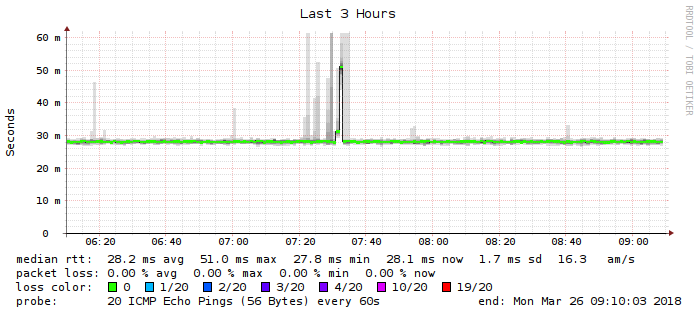 Last 3 Hours
RRDTOOL / TOBI OETIKER
Seconds
60 m
50 m
40 m
30 m
20 m
10 m
0
06:20 06:40 07:00 07:20 07:40 08:00 08:20 08:40 09:00
median rtt: 28.2 ms avg 51.0 ms max 27.8 ms min 28.1 ms now 1.7 ms sd 16.3 am/s
packet loss: 0.00 % avg 0.00 % max 0.00 % min 0.00 % now
loss color: 0 1/20 2/20 3/20 4/20 10/20 19/20
probe: 20 ICMP Echo Pings (56 Bytes) every 60s end: Mon Mar 26 09:10:03 2018